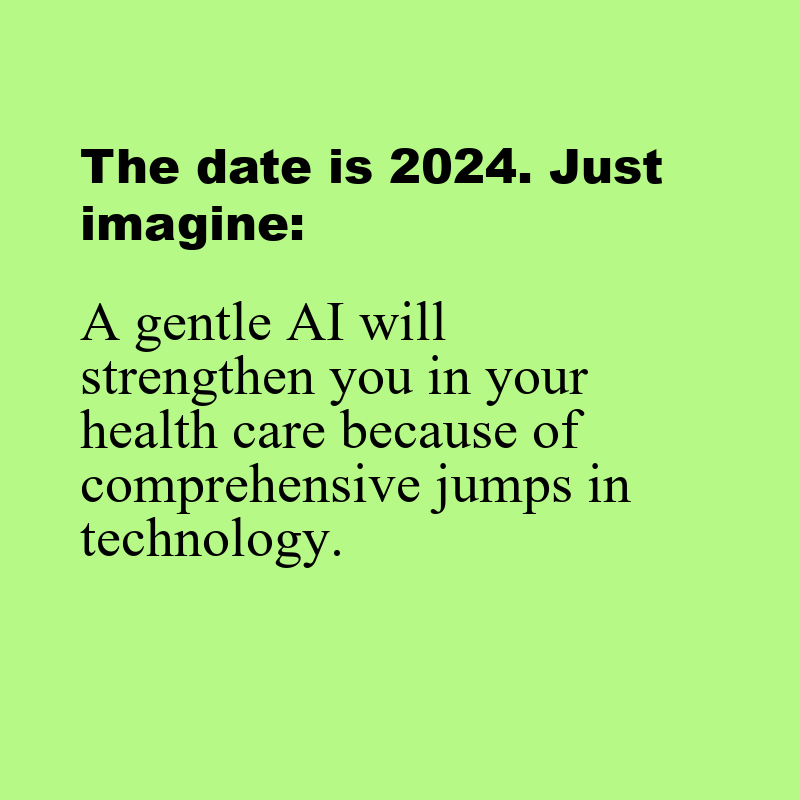 The date is 2024. Just
imagine:
A gentle AI will
strengthen you in your
health care because of
comprehensive jumps in
technology.